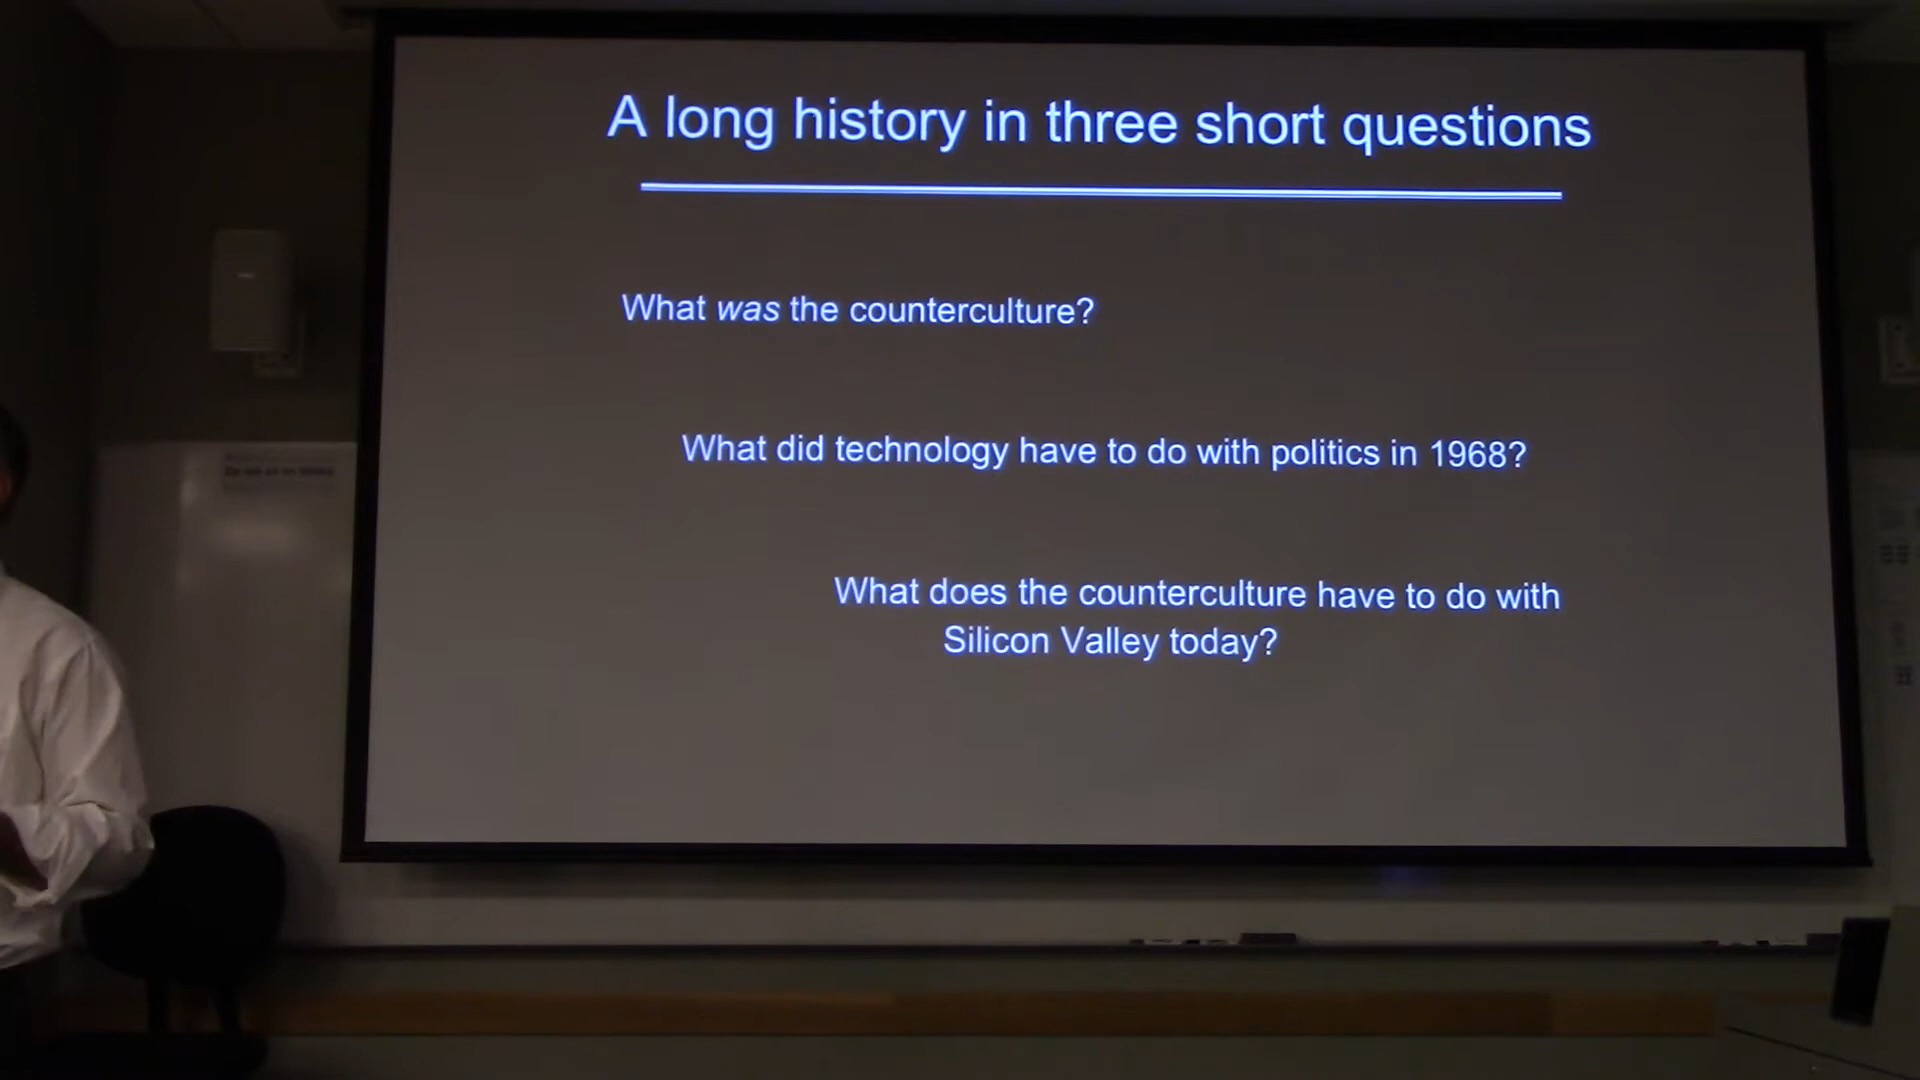 A long history in three short questions
What was the counterculture?
What did technology have to do with politics in 1968?
What does the counterculture have to do with
Silicon Valley today?